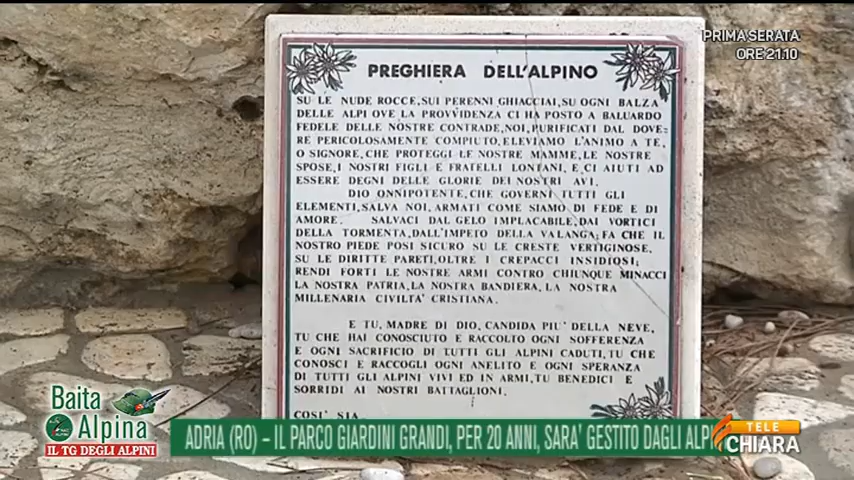 PRIMA SERATA
ORE 21.10
PREGHIERA DELL'ALPINO
SU LE NUDE ROCCE, SUI PERENNI GHIACCIAI, SU OGNI BALZA
DELLE ALPI OVE LA PROVVIDENZA CI HA POSTO A BALUARDO
FEDELE DELLE NOSTRE CONTRADE, NOI, PURIFICATI DAL DOVE=
RE PERICOLOSAMENTE COMPIUTO, ELEVIAMO L'ANIMO A TE,
O SIGNORE, CHE PROTEGGI LE NOSTRE MAMME, LE NOSTRE
SPOSE, I NOSTRI FIGLI E FRATELLI LONTANI, E CI AIUTI AD
ESSERE DEGNI DELLE GLORIE DEI NOSTRI AVI.
DIO ONNIPOTENTE, CHE GOVERNI TUTTI GLI
ELEMENTI, SALVA NOI, ARMATI COME SIAMO DI FEDE E DI
AMORE. SALVACI DAL GELO IMPLACABILE, DAI VORTICI
DELLA TORMENTA, DALL'IMPETO DELLA VALANGA; FA CHE IL
NOSTRO PIEDE POSI SICURO SU LE CRESTE VERTIGINOSE,
SU LE DIRITTE PARETI, OLTRE I CREPACCI INSIDIOSI;
RENDI FORTI LE NOSTRE ARMI CONTRO CHIUNQUE MINACCI
LA NOSTRA PATRIA, LA NOSTRA BANDIERA, LA NOSTRA
MILLENARIA CIVILTA' CRISTIANA.
E TU, MADRE DI DIO, CANDIDA PIU' DELLA NEVE,
TU CHE HAI CONOSCIUTO E RACCOLTO OGNI SOFFERENZA
E OGNI SACRIFICIO DI TUTTI GLI ALPINI CADUTI, TU CHE
CONOSCI E RACCOGLI OGNI ANELITO E OGNI SPERANZA
DI TUTTI GLI ALPINI VIVI ED IN ARMI, TU BENEDICI E
SORRIDI AI NOSTRI BATTAGLIONI.
COSI' SIA
Baita
Alpina
IL TG DEGLI ALPINI
ADRIA (RO) – IL PARCO GIARDINI GRANDI, PER 20 ANNI, SARA' GESTITO DAGLI ALPI
TELE
CHIARA